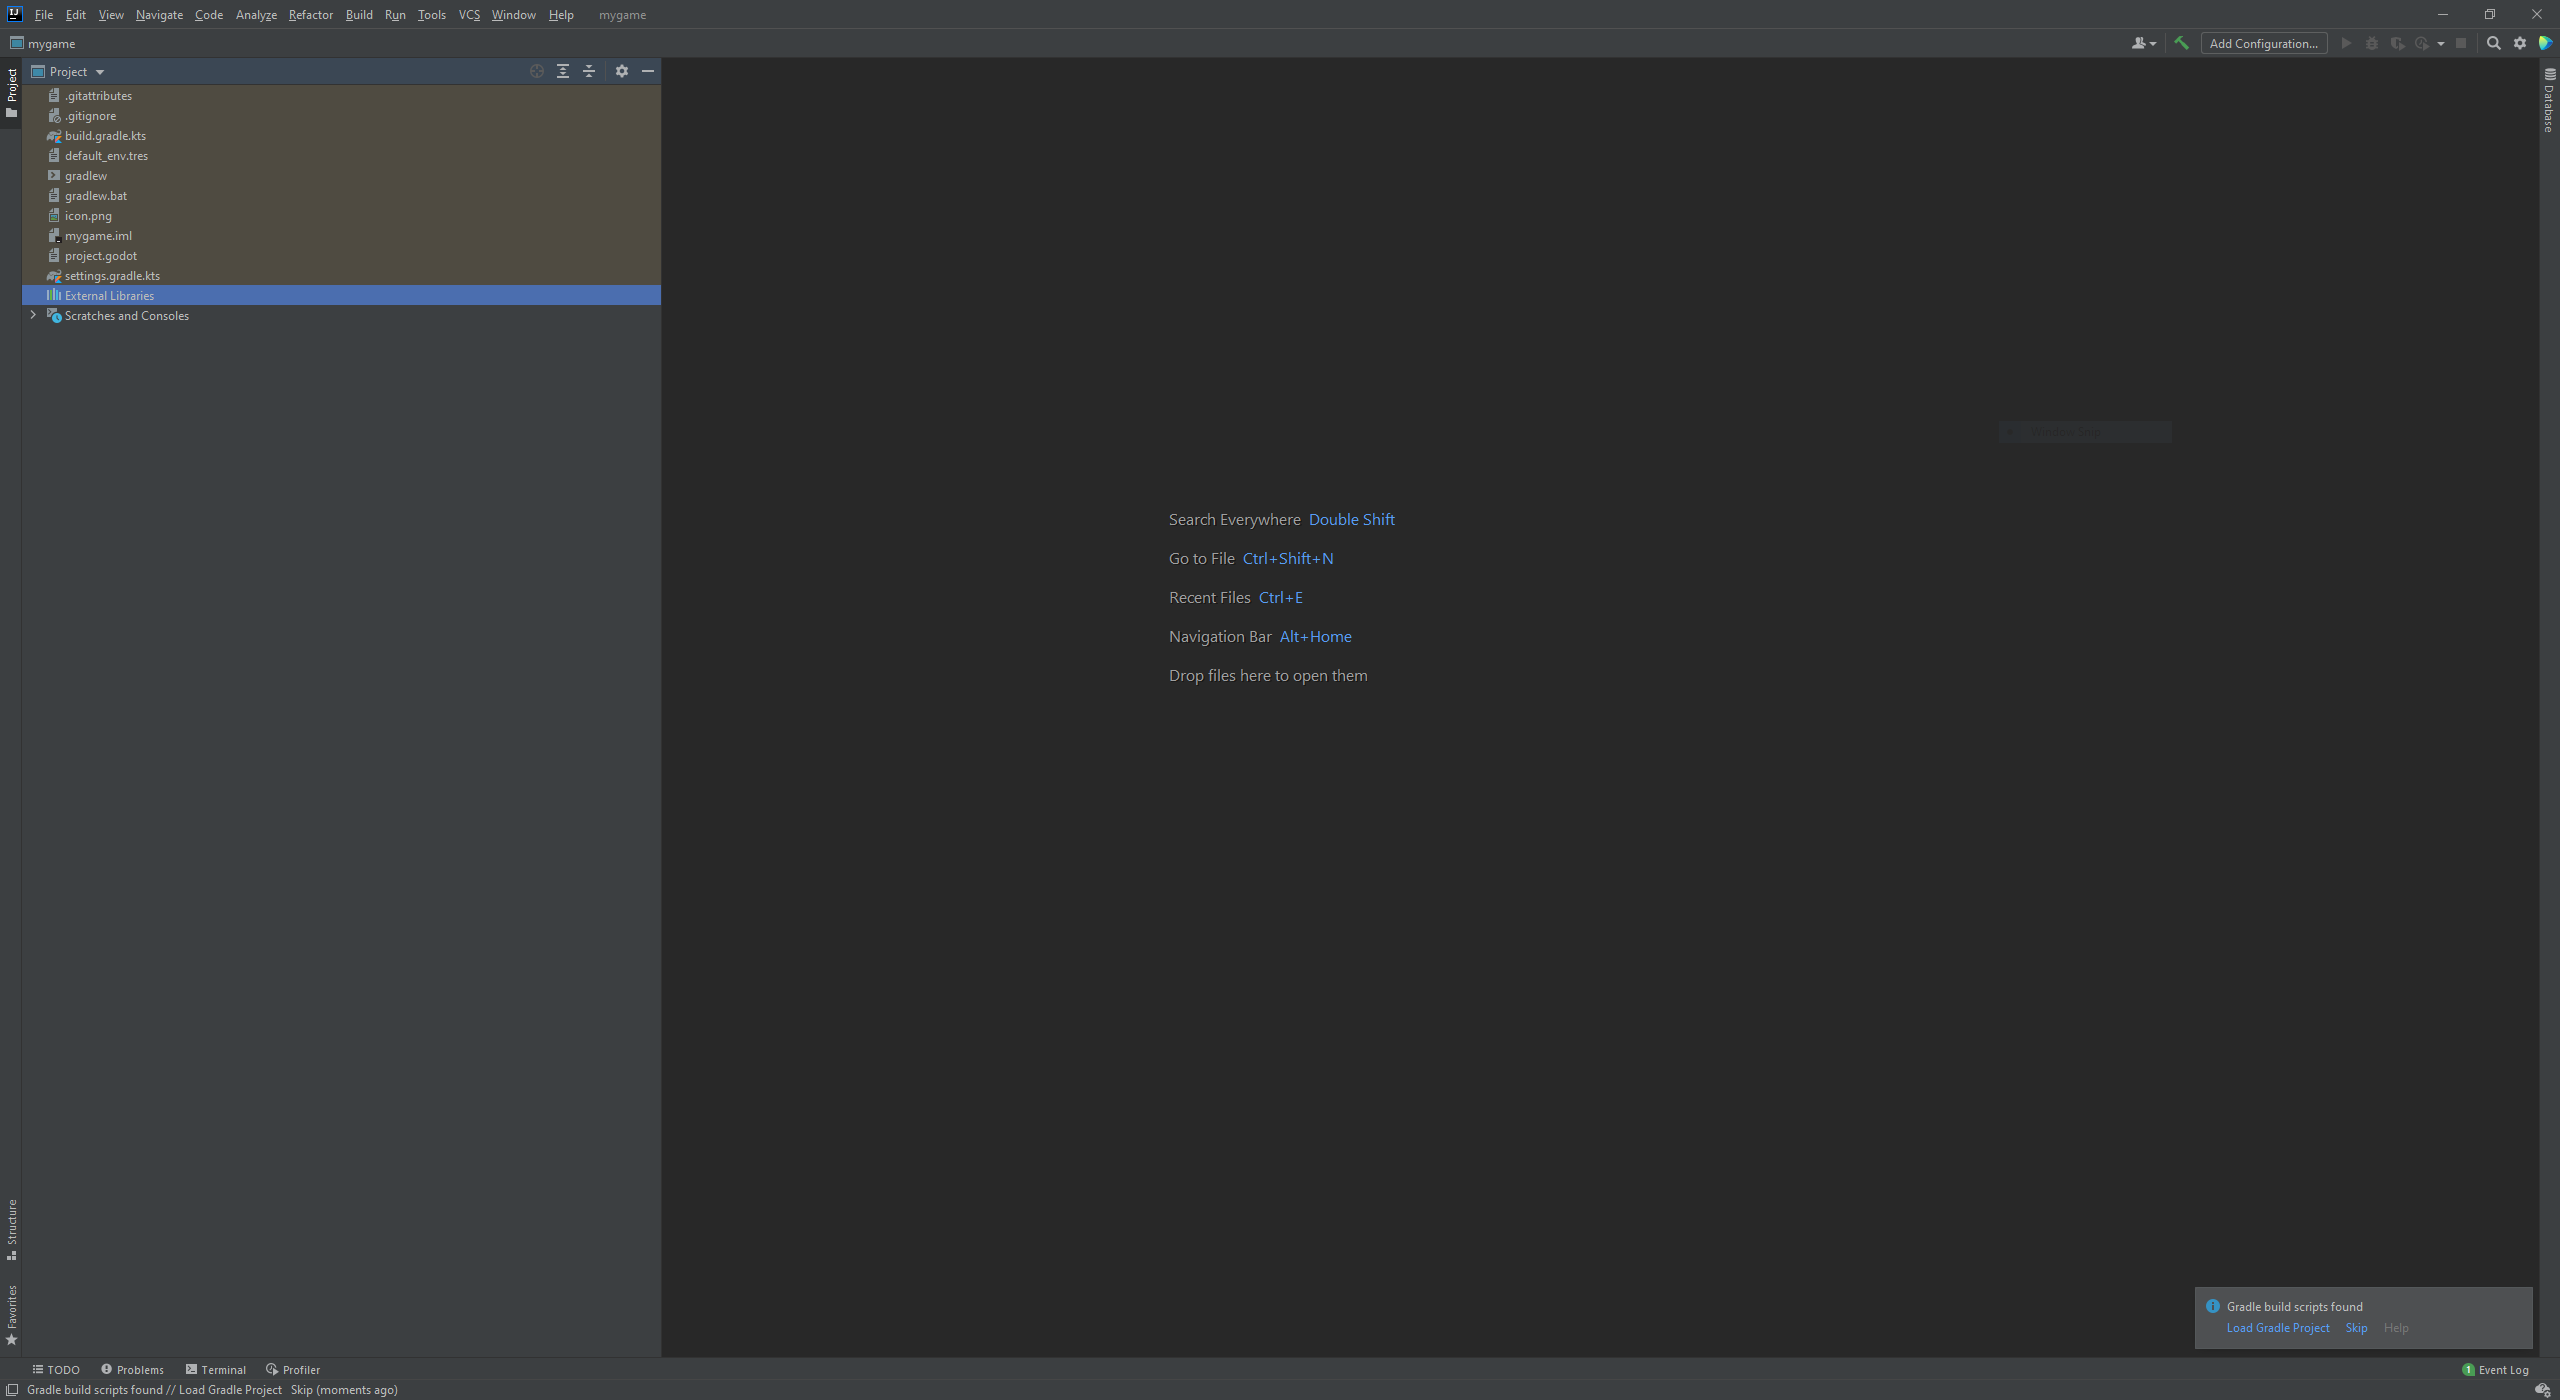 File Edit View Navigate Code Analyze Refactor Build Run Tools VCS Window Help mygame
mygame
Add Configuration...
Project
Project
.gitattributes
.gitignore
build.gradle.kts
default_env.tres
gradlew
gradlew.bat
icon.png
mygame.iml
project.godot
settings.gradle.kts
External Libraries
Scratches and Consoles
Database
Search Everywhere Double Shift
Go to File Ctrl+Shift+N
Recent Files Ctrl+E
Navigation Bar Alt+Home
Drop files here to open them
Structure
Favorites
Gradle build scripts found
Load Gradle Project Skip Help
TODO Problems Terminal Profiler
1 Event Log
Gradle build scripts found // Load Gradle Project Skip (moments ago)